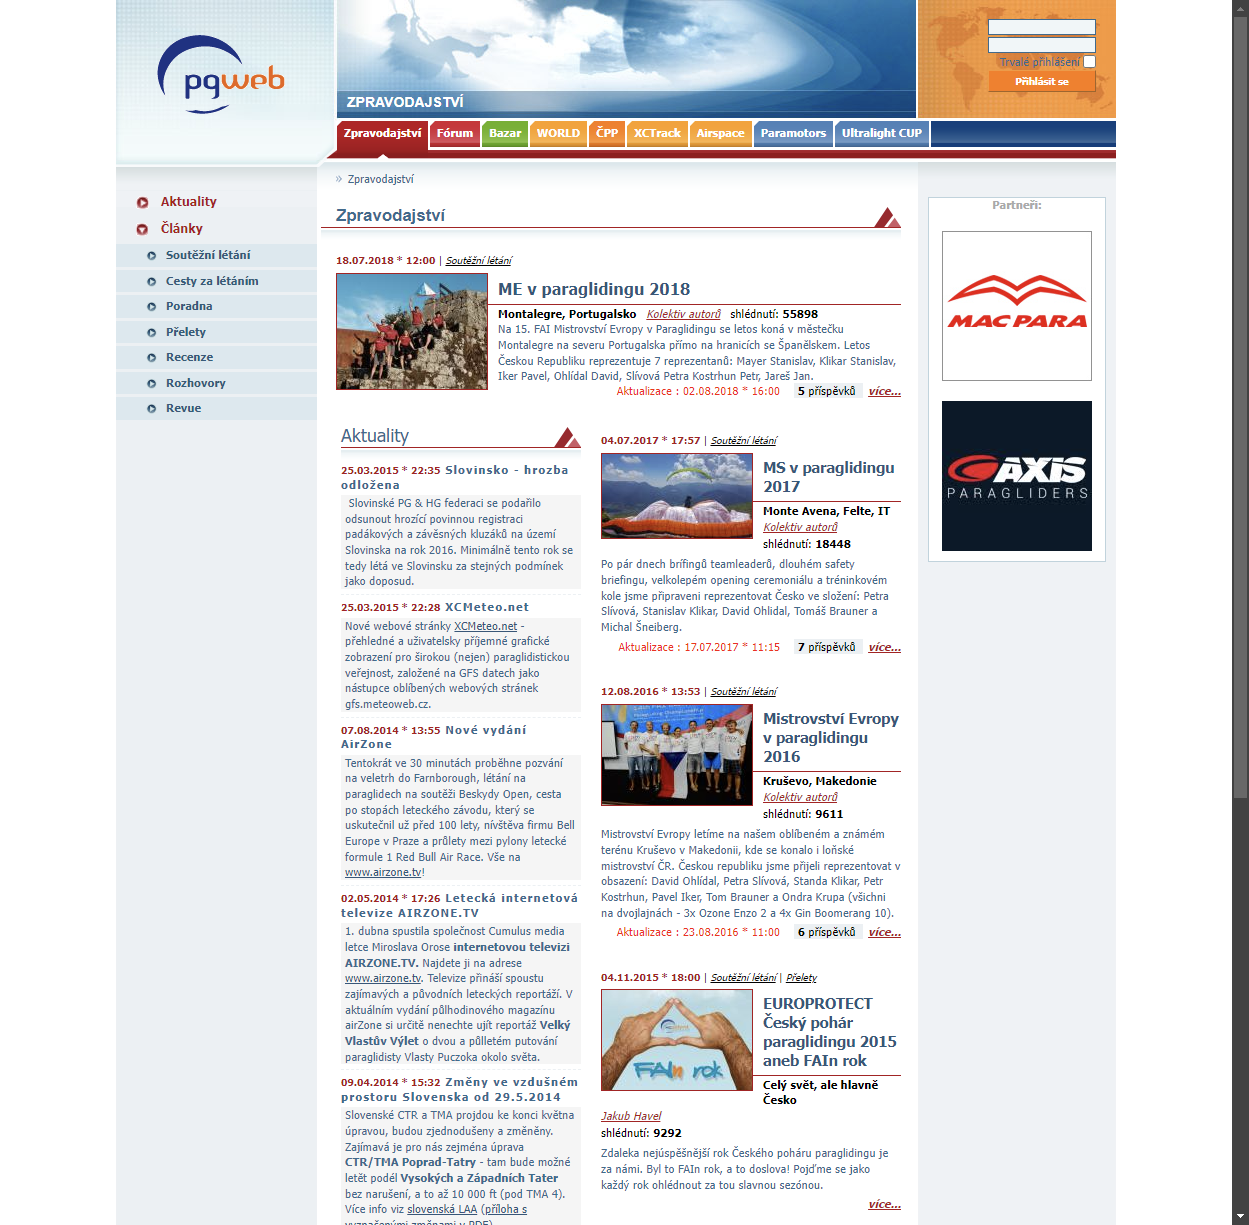 pgweb
ZPRAVODAJSTVÍ
Trvalé přihlášení
Přihlásit se
Zpravodajství Fórum Bazar WORLD ČPP XCTrack Airspace Paramotors Ultralight CUP
» Zpravodajství
Aktuality
Články
Soutěžní létání
Cesty za létáním
Poradna
Přelety
Recenze
Rozhovory
Revue
Zpravodajství
18.07.2018 * 12:00 | Soutěžní létání
ME v paraglidingu 2018
Montalegre, Portugalsko Kolektiv autorů shlédnutí: 55898
Na 15. FAI Mistrovství Evropy v Paraglidingu se letos koná v městečku
Montalegre na severu Portugalska přímo na hranicích se Španělskem. Letos
Českou Republiku reprezentuje 7 reprezentanů: Mayer Stanislav, Klikar Stanislav,
Iker Pavel, Ohlídal David, Slívová Petra Kostrhun Petr, Jareš Jan.
Aktualizace : 02.08.2018 * 16:00 5 příspěvků více...
Aktuality
25.03.2015 * 22:35 Slovinsko - hrozba
odložena
Slovinské PG & HG federaci se podařilo
odsunout hrozící povinnou registraci
padákových a závěsných kluzáků na území
Slovinska na rok 2016. Minimálně tento rok se
tedy létá ve Slovinsku za stejných podmínek
jako doposud.
25.03.2015 * 22:28 XCMeteo.net
Nové webové stránky XCMeteo.net -
přehledné a uživatelsky příjemné grafické
zobrazení pro širokou (nejen) paraglidistickou
veřejnost, založené na GFS datech jako
nástupce oblíbených webových stránek
gfs.meteoweb.cz.
07.08.2014 * 13:55 Nové vydání
AirZone
Tentokrát ve 30 minutách proběhne pozvání
na veletrh do Farnborough, létání na
paraglidech na soutěži Beskydy Open, cesta
po stopách leteckého závodu, který se
uskutečnil už před 100 lety, nívštěva firmu Bell
Europe v Praze a průlety mezi pylony letecké
formule 1 Red Bull Air Race. Vše na
www.airzone.tv!
02.05.2014 * 17:26 Letecká internetová
televize AIRZONE.TV
1. dubna spustila společnost Cumulus media
letce Miroslava Orose internetovou televizi
AIRZONE.TV. Najdete ji na adrese
www.airzone.tv. Televize přináší spoustu
zajímavých a původních leteckých reportáží. V
aktuálním vydání půlhodinového magazínu
airZone si určitě nenechte ujít reportáž Velký
Vlastův Výlet o dvou a půlletém putování
paraglidisty Vlasty Puczoka okolo světa.
09.04.2014 * 15:32 Změny ve vzdušném
prostoru Slovenska od 29.5.2014
Slovenské CTR a TMA projdou ke konci května
úpravou, budou zjednodušeny a změněny.
Zajímavá je pro nás zejména úprava
CTR/TMA Poprad-Tatry - tam bude možné
letět podél Vysokých a Západních Tater
bez narušení, a to až 10 000 ft (pod TMA 4).
Více info viz slovenská LAA (příloha s
vyznačenými změnami v PDF)
04.07.2017 * 17:57 | Soutěžní létání
MS v paraglidingu
2017
Monte Avena, Felte, IT
Kolektiv autorů
shlédnutí: 18448
Po pár dnech brífingů teamleaderů, dlouhém safety
briefingu, velkolepém opening ceremoniálu a tréninkovém
kole jsme připraveni reprezentovat Česko ve složení: Petra
Slívová, Stanislav Klikar, David Ohlidal, Tomáš Brauner a
Michal Šneiberg.
Aktualizace : 17.07.2017 * 11:15 7 příspěvků více...
12.08.2016 * 13:53 | Soutěžní létání
Mistrovství Evropy
v paraglidingu
2016
Kruševo, Makedonie
Kolektiv autorů
shlédnutí: 9611
Mistrovství Evropy letíme na našem oblíbeném a známém
terénu Kruševo v Makedonii, kde se konalo i loňské
mistrovství ČR. Českou republiku jsme přijeli reprezentovat v
obsazení: David Ohlídal, Petra Slívová, Standa Klikar, Petr
Kostrhun, Pavel Iker, Tom Brauner a Ondra Krupa (všichni
na dvojlajnách - 3x Ozone Enzo 2 a 4x Gin Boomerang 10).
Aktualizace : 23.08.2016 * 11:00 6 příspěvků více...
04.11.2015 * 18:00 | Soutěžní létání | Přelety
FAIn rok
EUROPROTECT
Český pohár
paraglidingu 2015
aneb FAIn rok
Celý svět, ale hlavně
Česko
Jakub Havel
shlédnutí: 9292
Zdaleka nejúspěšnější rok Českého poháru paraglidingu je
za námi. Byl to FAIn rok, a to doslova! Pojďme se jako
každý rok ohlédnout za tou slavnou sezónou.
více...
Partneři:
MAC PARA
AXIS
PARAGLIDERS